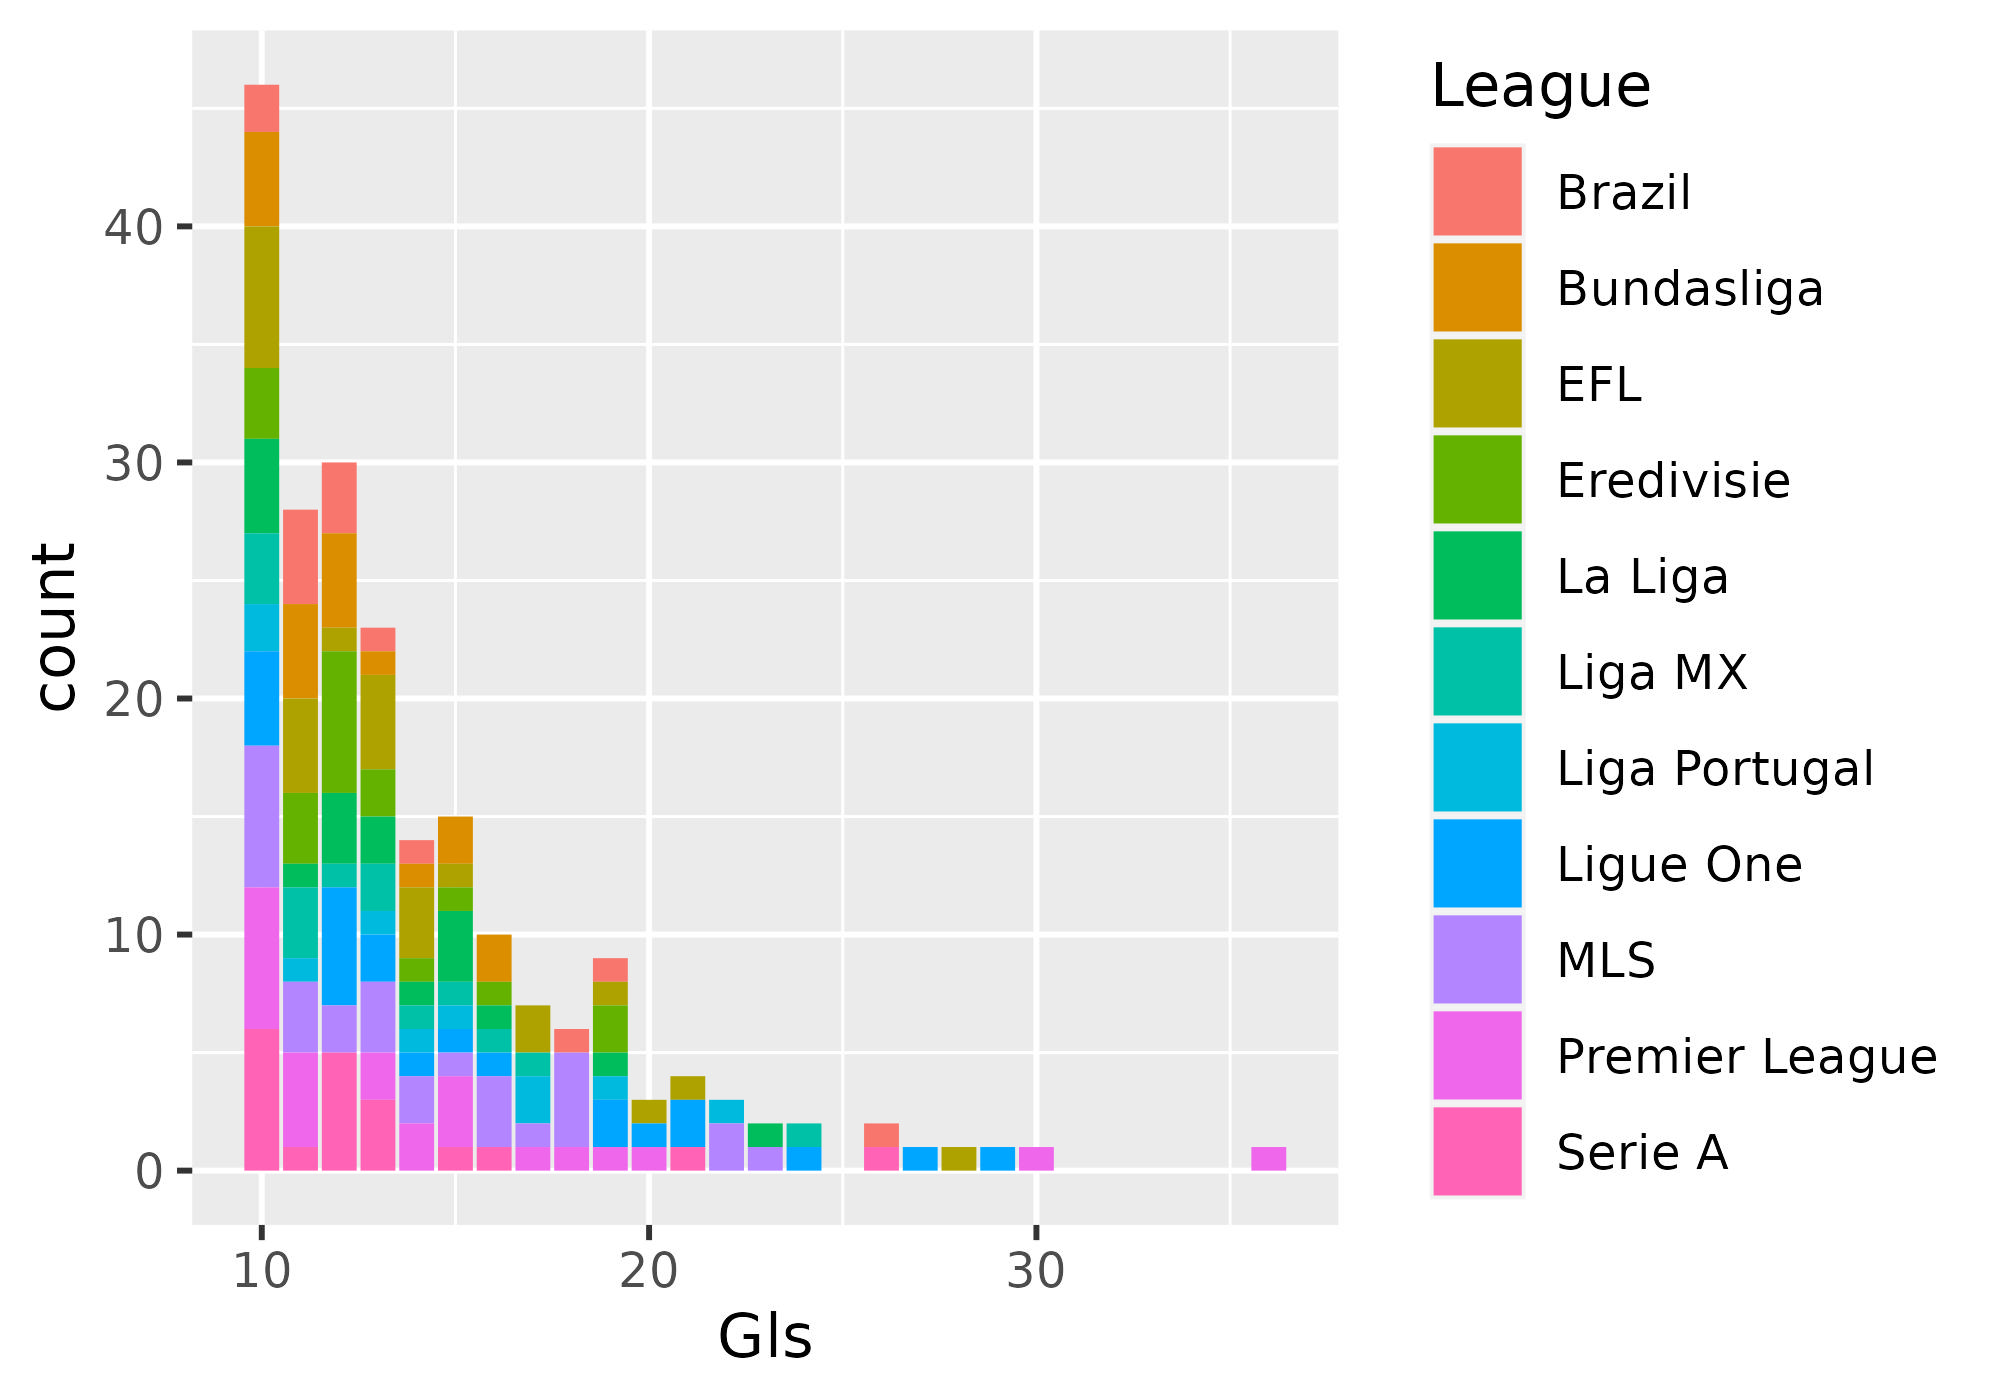 count
40
30
20
10
0
10 20 30
Gls
League
Brazil
Bundasliga
EFL
Eredivisie
La Liga
Liga MX
Liga Portugal
Ligue One
MLS
Premier League
Serie A